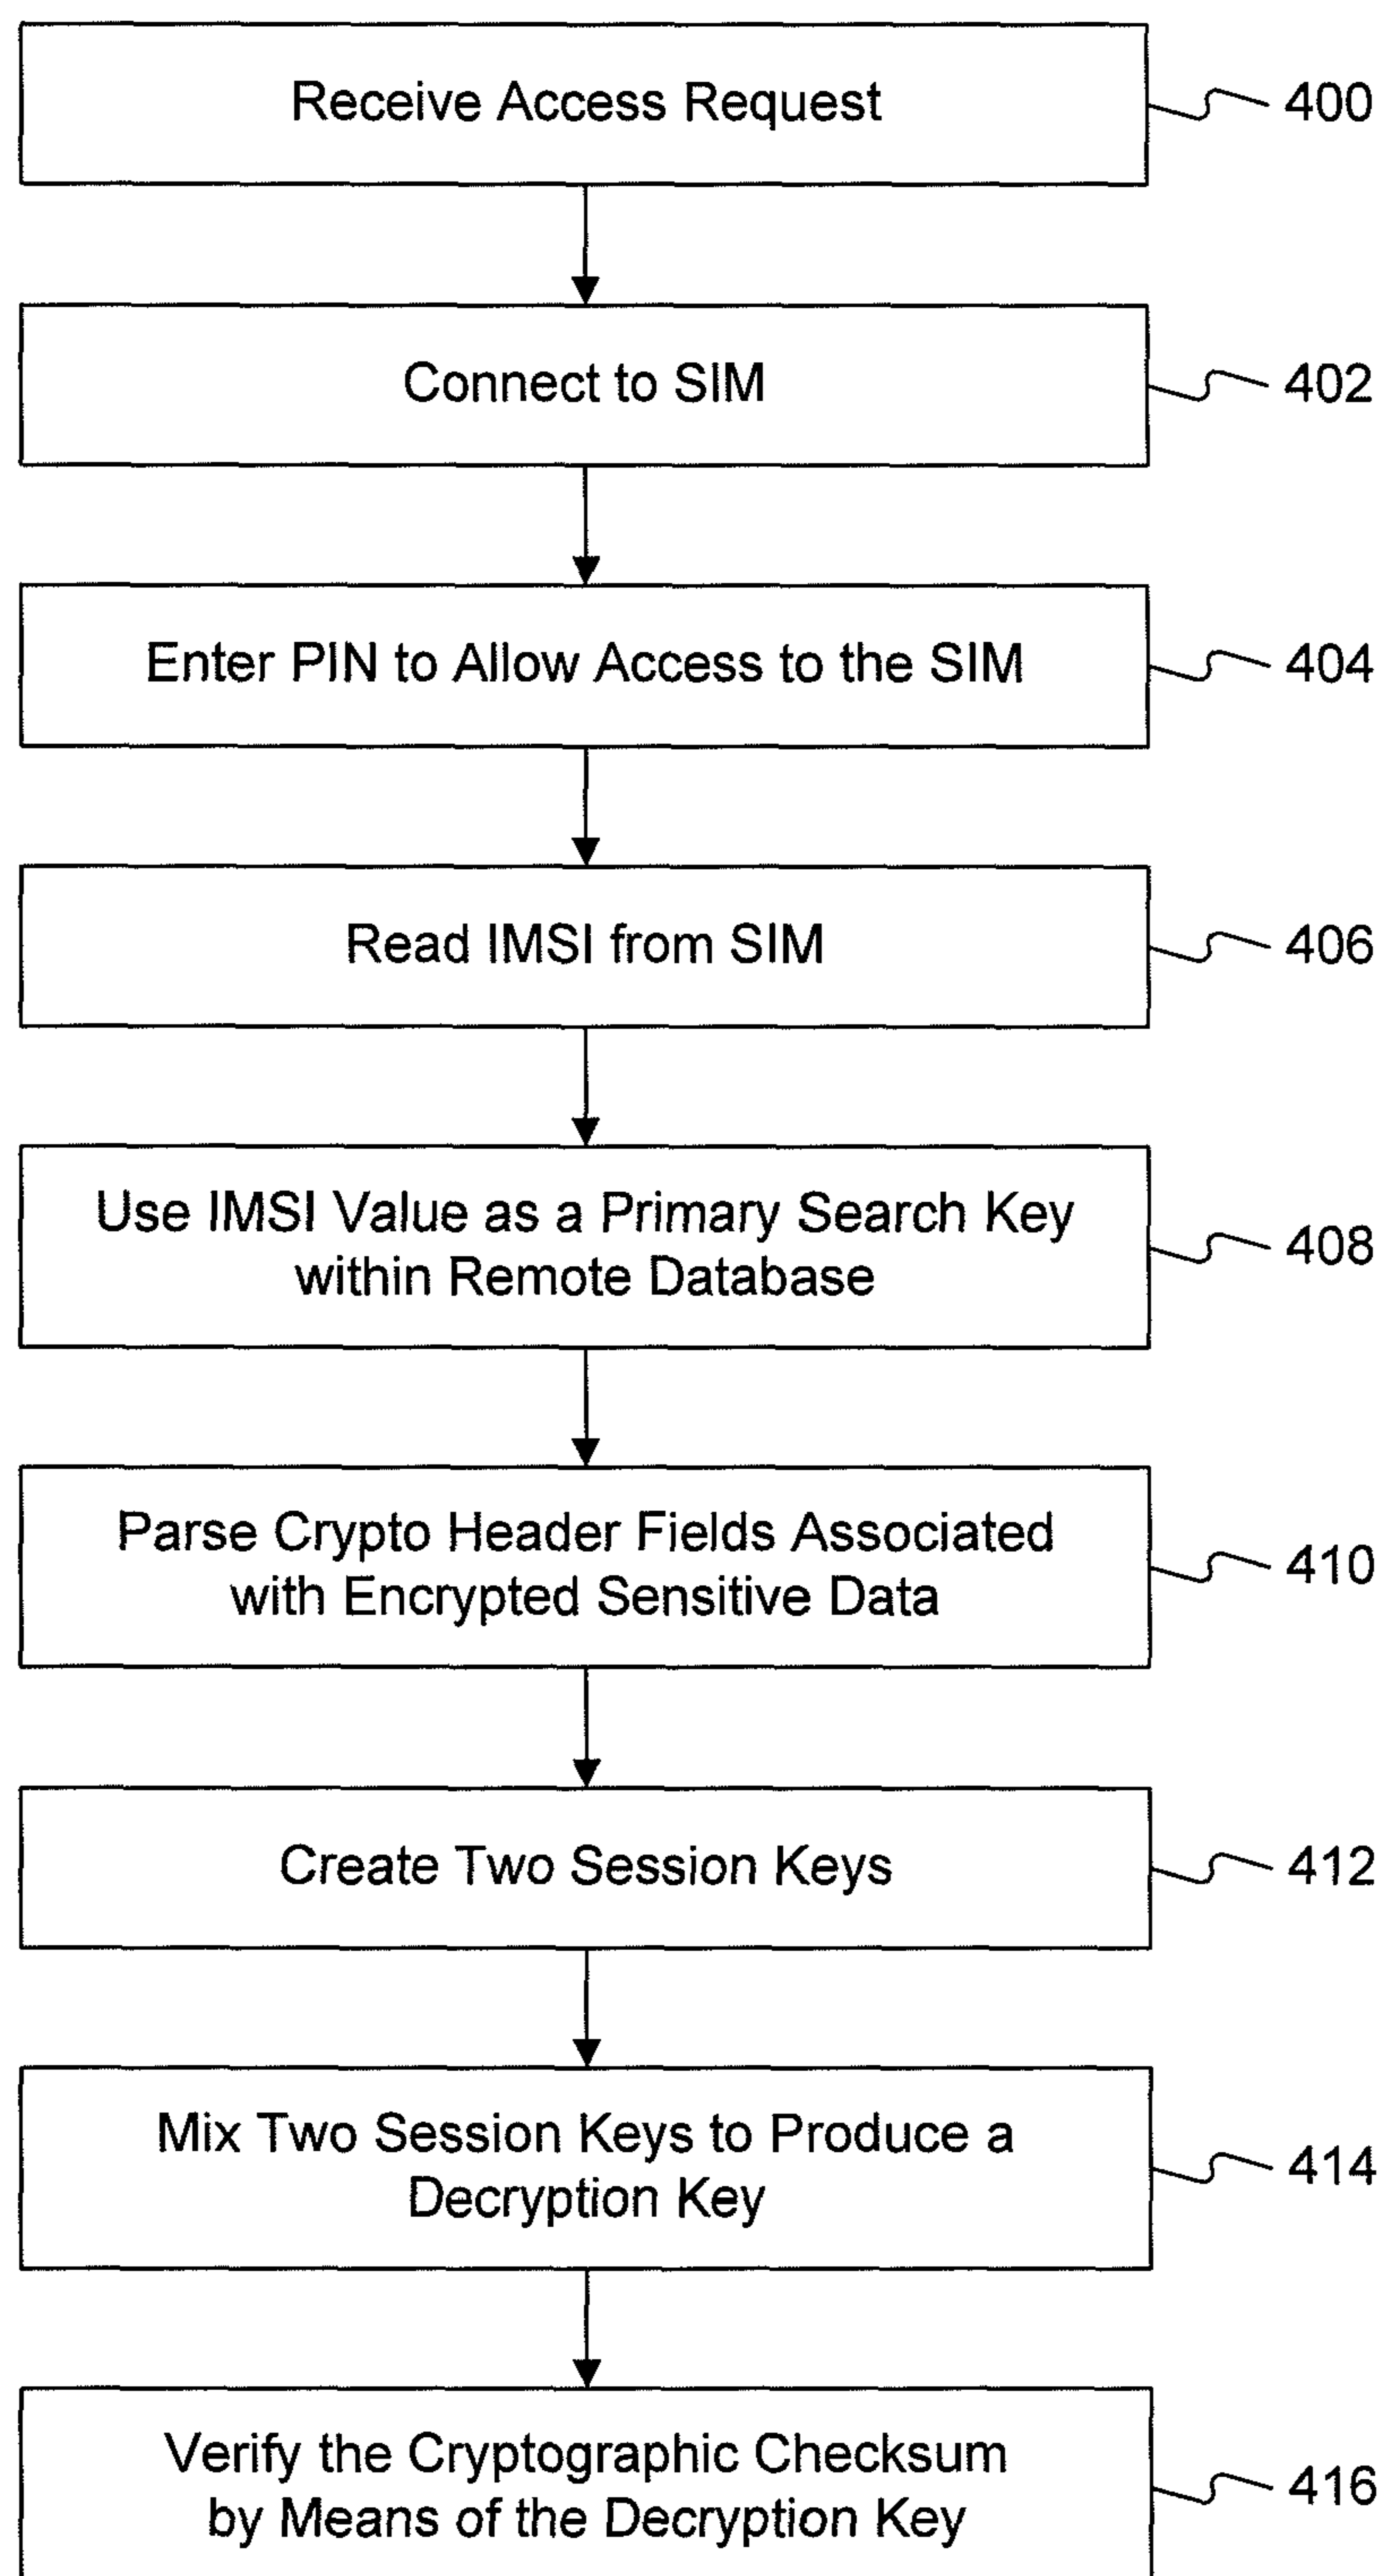 Receive Access Request
400
Connect to SIM
402
Enter PIN to Allow Access to the SIM
404
Read IMSI from SIM
406
Use IMSI Value as a Primary Search Key
within Remote Database
408
Parse Crypto Header Fields Associated
with Encrypted Sensitive Data
410
Create Two Session Keys
412
Mix Two Session Keys to Produce a
Decryption Key
414
Verify the Cryptographic Checksum
by Means of the Decryption Key
416